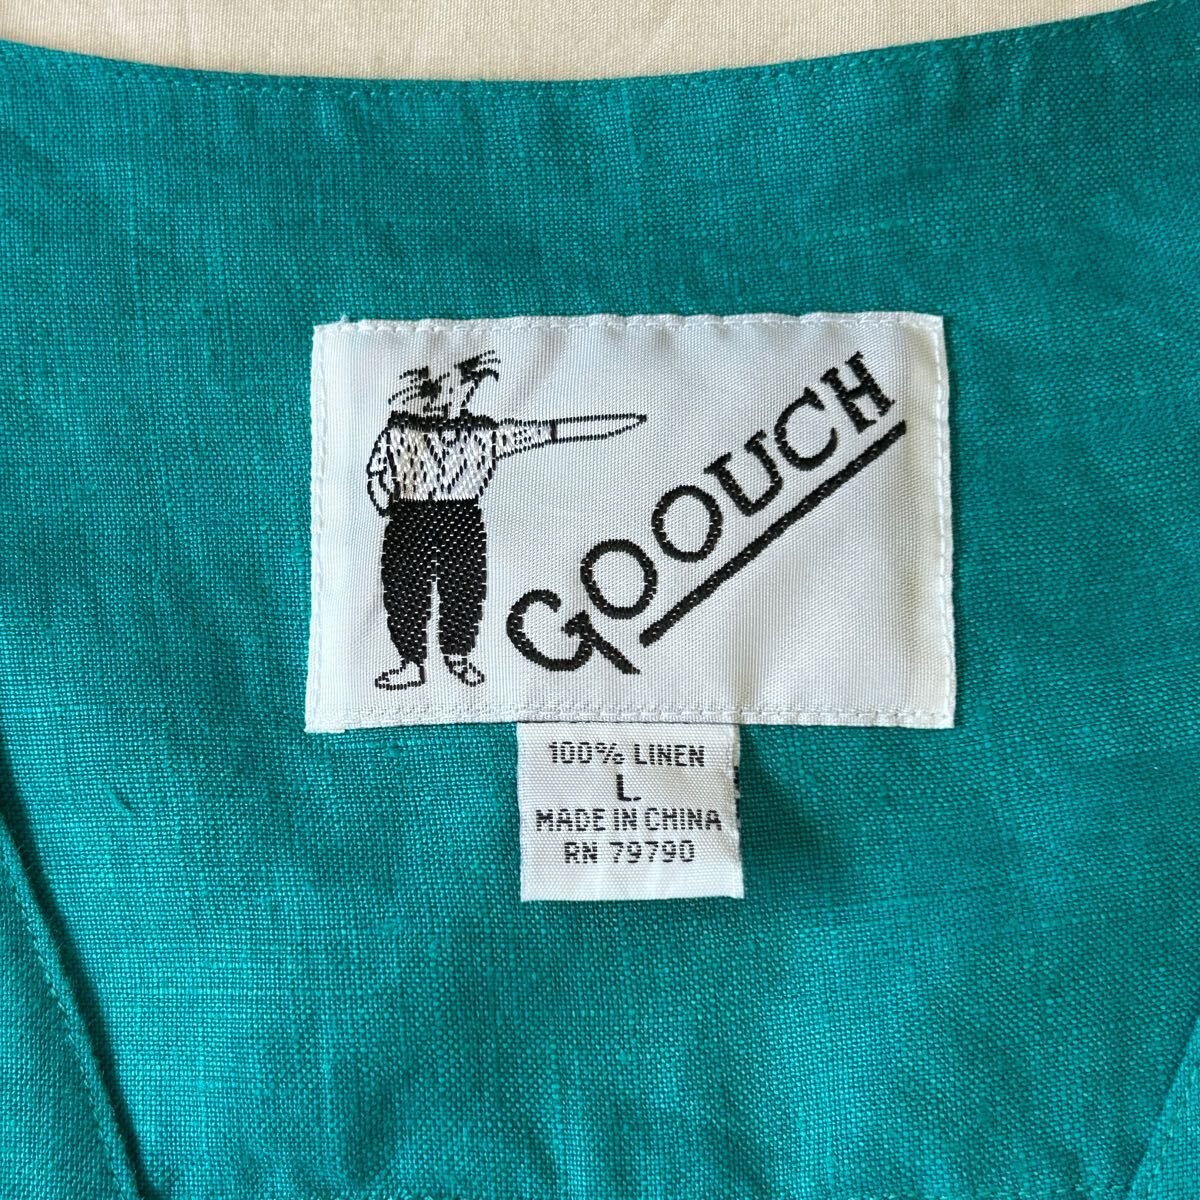 GOOUCH
100% LINEN
L
MADE IN CHINA
RN 79790